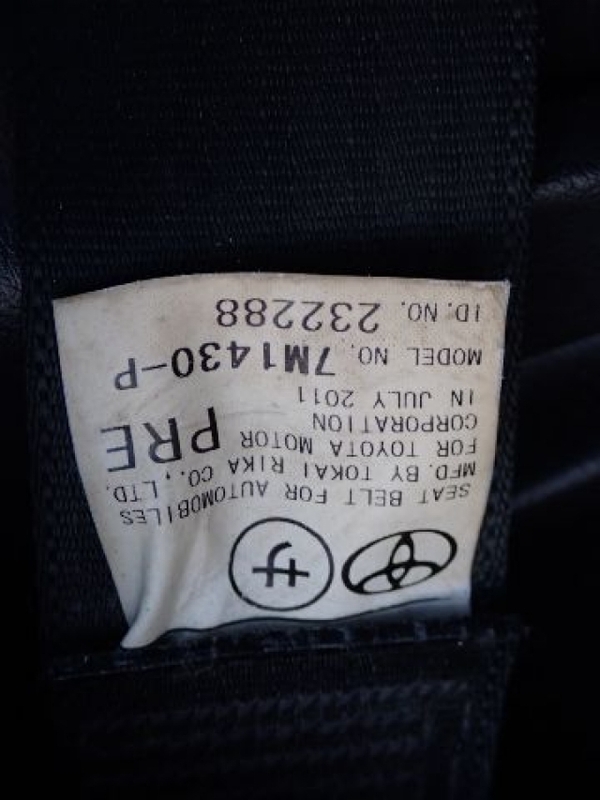 サ
SEAT BELT FOR AUTOMOBILES
MFD. BY TOKAI RIKA CO., LTD.
FOR TOYOTA MOTOR
CORPORATION
PRE
IN JULY 2011
MODEL NO. 7M1430-P
ID. NO. 232288